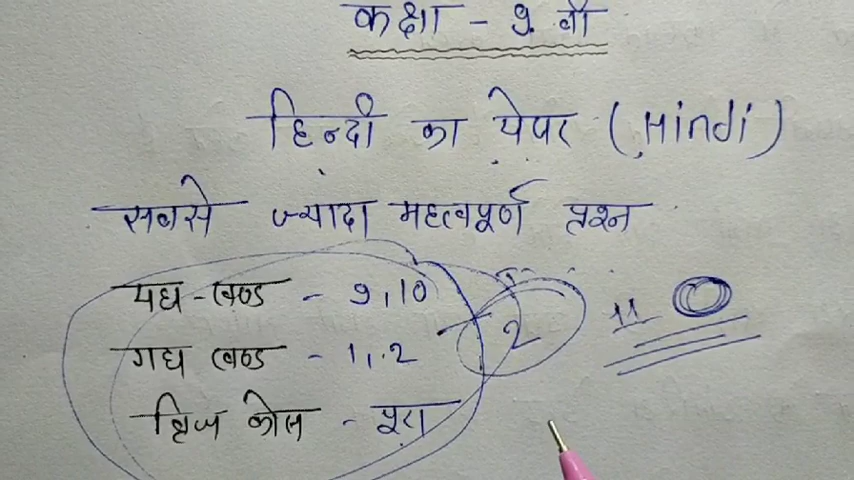 कक्षा - 9 वी
हिन्दी का पेपर (Hindi)
सबसे ज्यादा महत्वपूर्ण प्रश्न
पद्य-खण्ड - 9,10
गद्य खण्ड - 1,2
ब्रिज कोर्स - पूरा
2
11